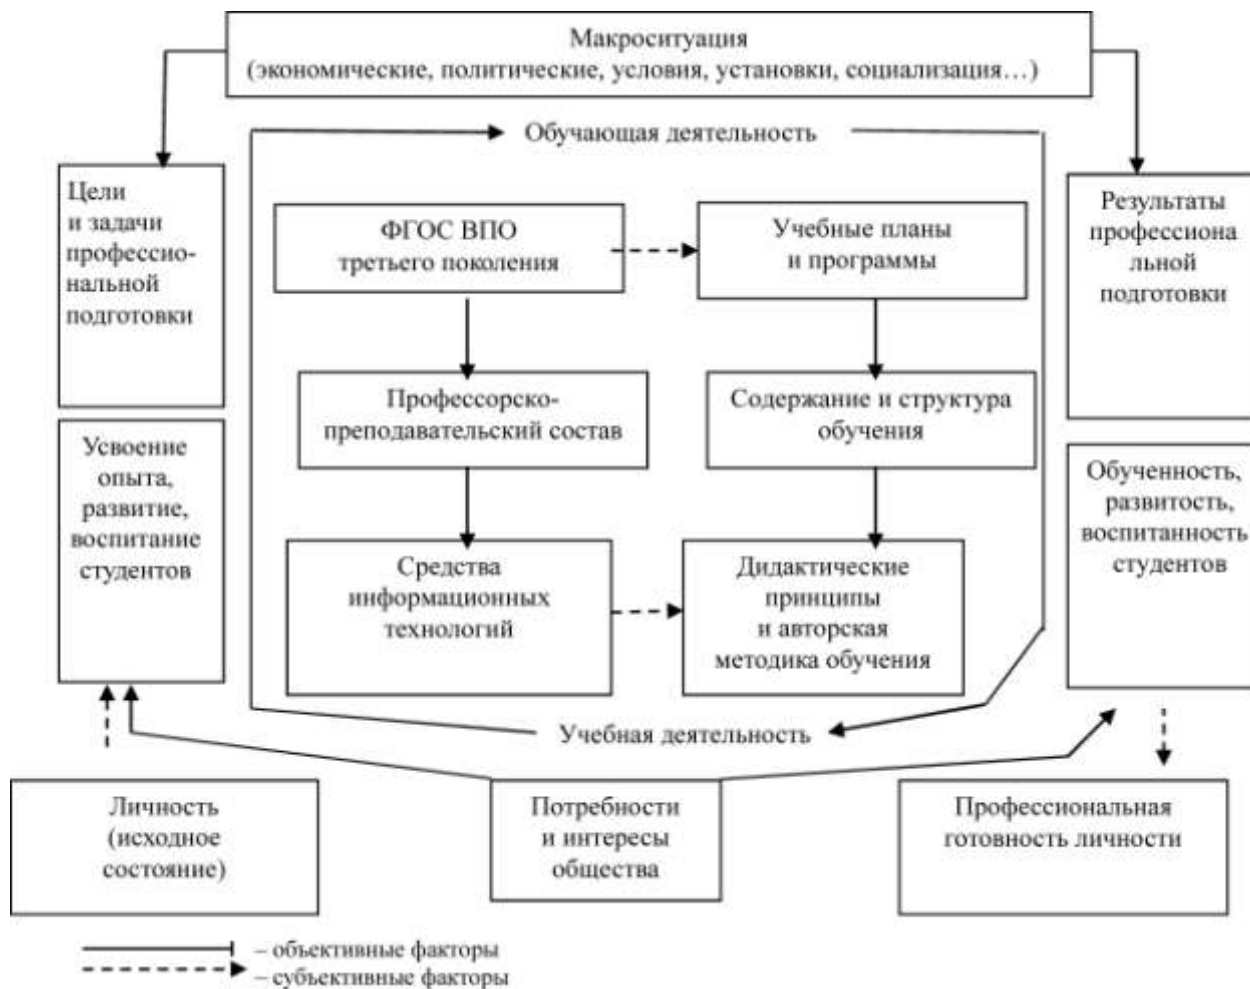 Макроситуация
(экономические, политические, условия, установки, социализация…)
Обучающая деятельность
Цели
и задачи
профессио-
нальной
подготовки
ФГОС ВПО
третьего поколения
Учебные планы
и программы
Результаты
профессиона
льной
подготовки
Профессорско-
преподавательский состав
Содержание и структура
обучения
Усвоение
опыта,
развитие,
воспитание
студентов
Обученность,
развитость,
воспитанность
студентов
Средства
информационных
технологий
Дидактические
принципы
и авторская
методика обучения
Учебная деятельность
Личность
(исходное
состояние)
Потребности
и интересы
общества
Профессиональная
готовность личности
– объективные факторы
– субъективные факторы